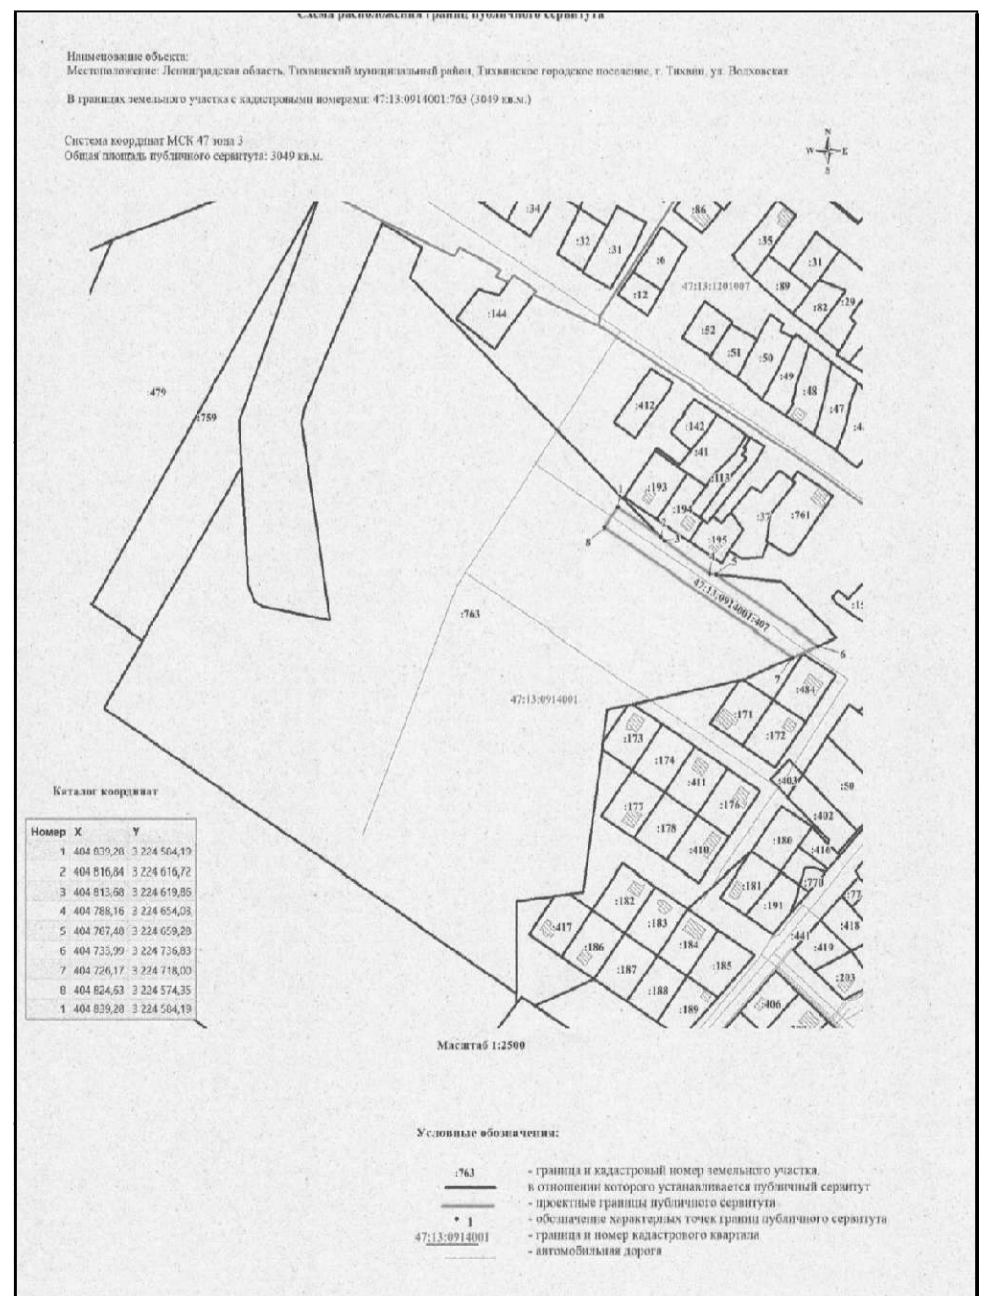 Схема расположения границ публичного сервитута
Наименование объекта:
Местоположение: Ленинградская область, Тихвинский муниципальный район, Тихвинское городское поселение, г. Тихвин, ул. Волховская
В границах земельного участка с кадастровыми номерами: 47:13:0914001:763 (3049 кв.м.)
Система координат МСК 47 зона 3
Общая площадь публичного сервитута: 3049 кв.м.
N
W E
S
:34
:86
:32
:31
:35
:6
:31
:12
47:13:1201007
:89
:82
:29
:144
:52
:51
:50
:49
:48
:47
:479
:759
:412
:142
:41
:113
1
:193
:194
2
3
:37
:761
8
:195
4
5
47:13:0914001:407
:763
6
7
:484
47:13:0914001
:171
:172
:173
:174
:411
:403
:50
:176
:402
:177
:178
:180
:416
:410
:770
:181
:191
:77
:182
:183
:418
:417
:184
:441
:419
:186
:187
:185
:203
:188
:189
:406
Каталог координат
Номер X Y
1 404 839,28 3 224 584,19
2 404 816,84 3 224 616,72
3 404 813,68 3 224 619,85
4 404 788,16 3 224 654,03
5 404 787,48 3 224 659,28
6 404 733,99 3 224 736,83
7 404 726,17 3 224 718,00
8 404 824,63 3 224 574,35
1 404 839,28 3 224 584,19
Масштаб 1:2500
Условные обозначения:
:763 - граница и кадастровый номер земельного участка,
в отношении которого устанавливается публичный сервитут
- проектные границы публичного сервитута
1 - обозначение характерных точек границ публичного сервитута
47:13:0914001 - граница и номер кадастрового квартала
- автомобильная дорога